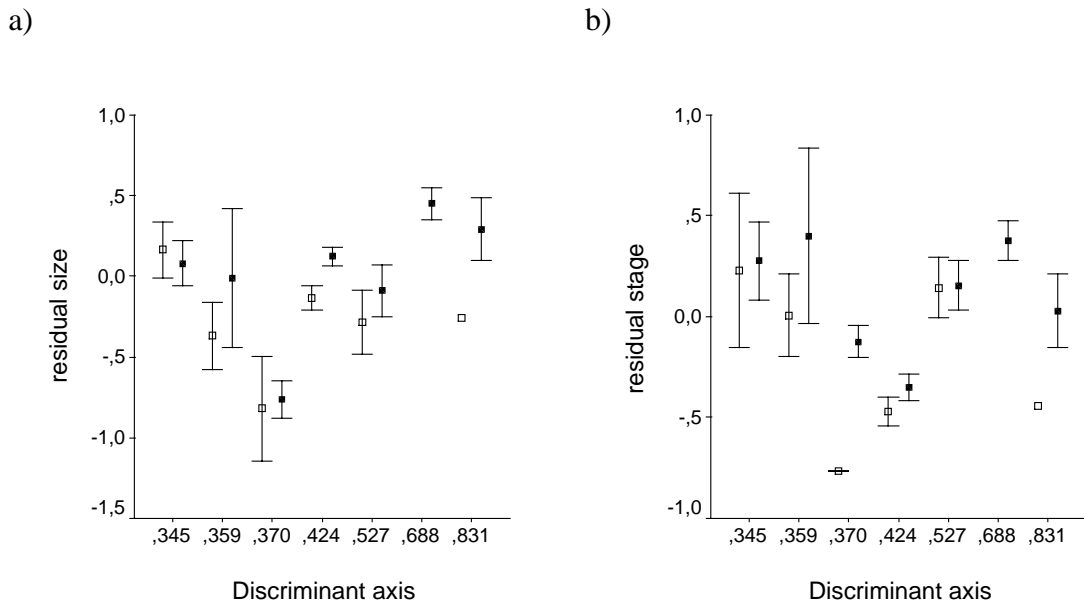 a)
b)
residual size
1,0
,5
0,0
-,5
-1,0
-1,5
,345 ,359 ,370 ,424 ,527 ,688 ,831
Discriminant axis
residual stage
1,0
,5
0,0
-,5
-1,0
,345 ,359 ,370 ,424 ,527 ,688 ,831
Discriminant axis